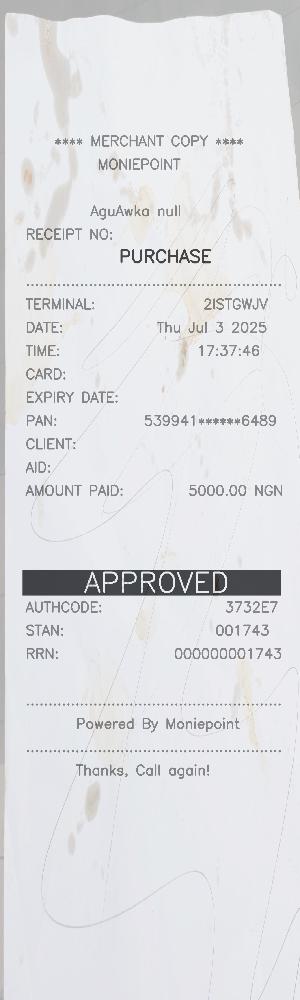 **** MERCHANT COPY ****
MONIEPOINT
AguAwka null
RECEIPT NO:
PURCHASE
TERMINAL: 2ISTGWJV
DATE: Thu Jul 3 2025
TIME: 17:37:46
CARD:
EXPIRY DATE:
PAN: 539941******6489
CLIENT:
AID:
AMOUNT PAID: 5000.00 NGN
APPROVED
AUTHCODE: 3732E7
STAN: 001743
RRN: 000000001743
Powered By Moniepoint
Thanks, Call again!